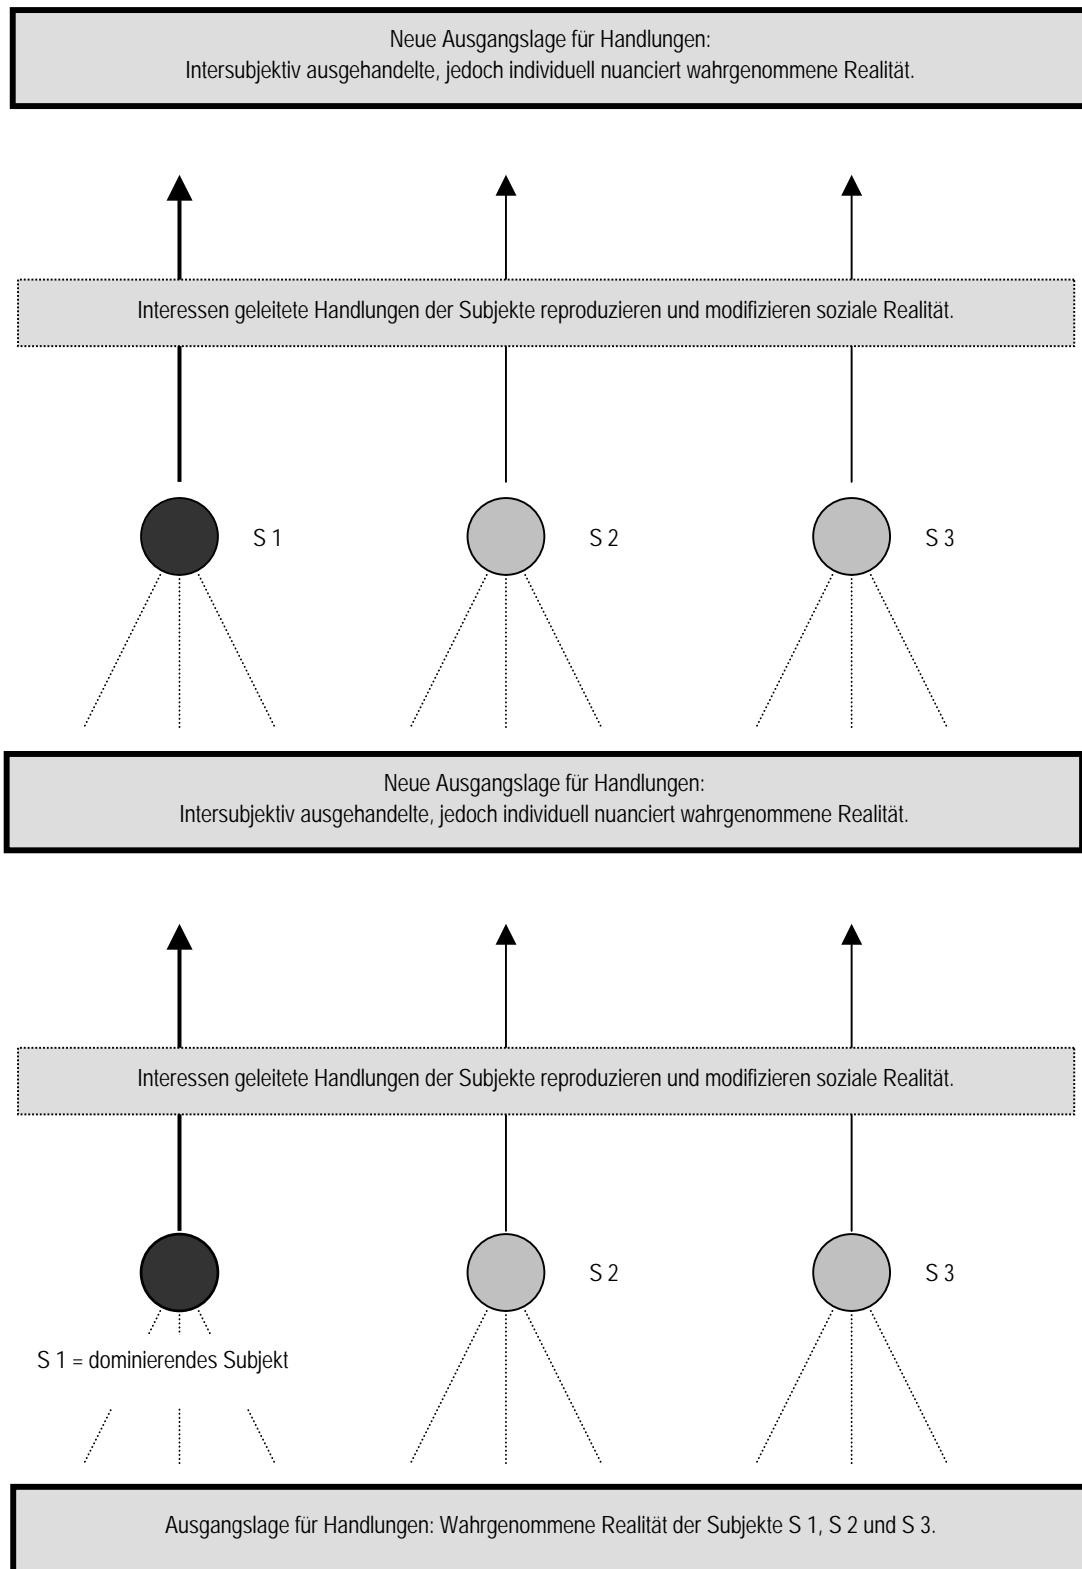 Neue Ausgangslage für Handlungen:
Intersubjektiv ausgehandelte, jedoch individuell nuanciert wahrgenommene Realität.
Interessen geleitete Handlungen der Subjekte reproduzieren und modifizieren soziale Realität.
S 1
S 2
S 3
Neue Ausgangslage für Handlungen:
Intersubjektiv ausgehandelte, jedoch individuell nuanciert wahrgenommene Realität.
Interessen geleitete Handlungen der Subjekte reproduzieren und modifizieren soziale Realität.
S 2
S 3
S 1 = dominierendes Subjekt
Ausgangslage für Handlungen: Wahrgenommene Realität der Subjekte S 1, S 2 und S 3.